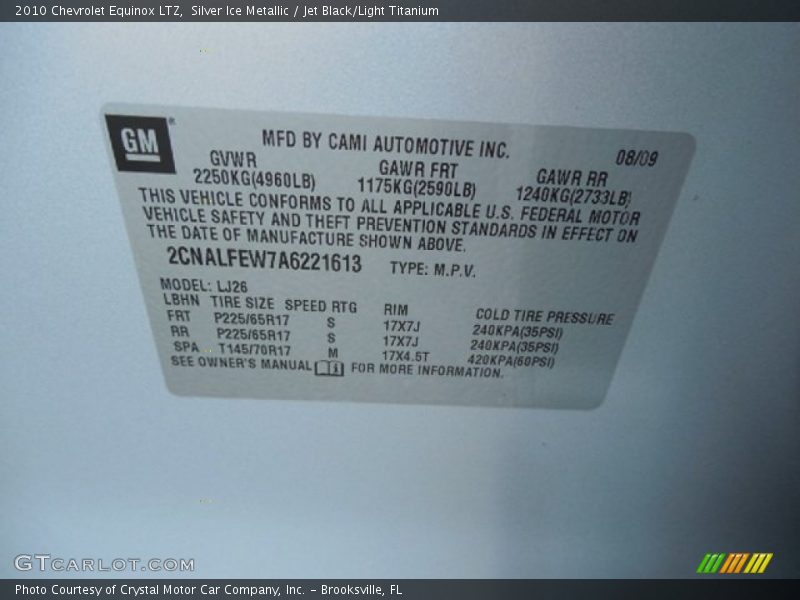 2010 Chevrolet Equinox LTZ, Silver Ice Metallic / Jet Black/Light Titanium
GM®
MFD BY CAMI AUTOMOTIVE INC. 08/09
GVWR GAWR FRT GAWR RR
2250KG(4960LB) 1175KG(2590LB) 1240KG(2733LB)
THIS VEHICLE CONFORMS TO ALL APPLICABLE U.S. FEDERAL MOTOR
VEHICLE SAFETY AND THEFT PREVENTION STANDARDS IN EFFECT ON
THE DATE OF MANUFACTURE SHOWN ABOVE.
2CNALFEW7A6221613 TYPE: M.P.V.
MODEL: LJ26
LBHN TIRE SIZE SPEED RTG RIM COLD TIRE PRESSURE
FRT P225/65R17 S 17X7J 240KPA(35PSI)
RR P225/65R17 S 17X7J 240KPA(35PSI)
SPA T145/70R17 M 17X4.5T 420KPA(60PSI)
SEE OWNER'S MANUAL FOR MORE INFORMATION.
GTCARLOT.COM
Photo Courtesy of Crystal Motor Car Company, Inc. - Brooksville, FL